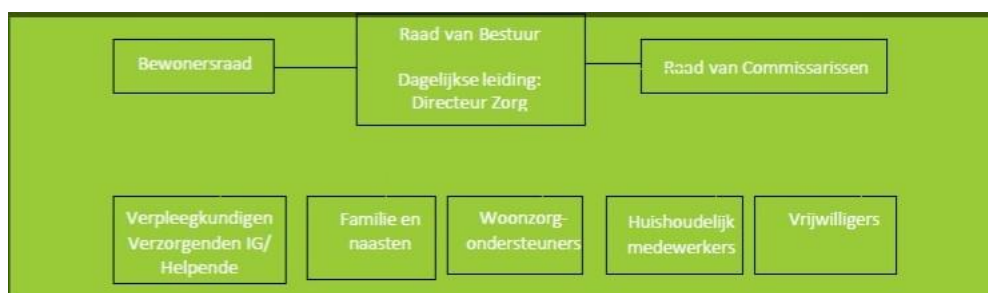 Bewonersraad
Raad van Bestuur
Dagelijkse leiding:
Directeur Zorg
Raad van Commissarissen
Verpleegkundigen
Verzorgenden IG/
Helpende
Familie en
naasten
Woonzorg-
ondersteuners
Huishoudelijk
medewerkers
Vrijwilligers